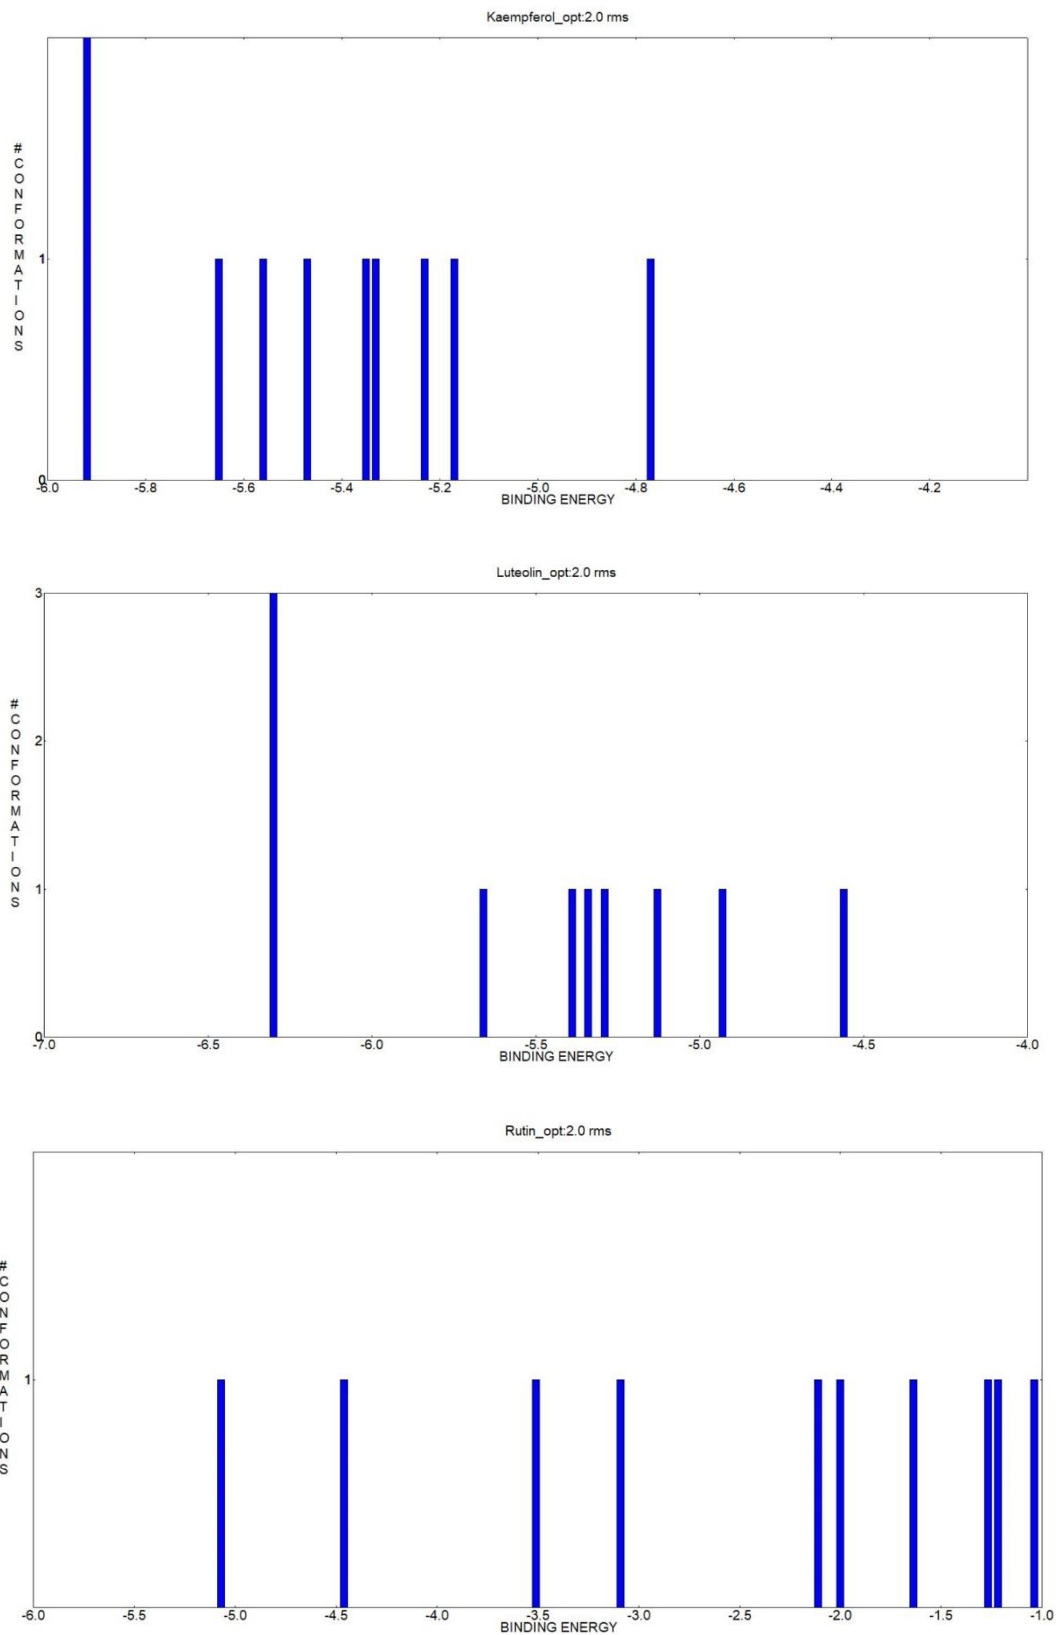 Kaempferol_opt:2.0 rms
#CONFORMATIONS
1
0
-6.0 -5.8 -5.6 -5.4 -5.2 -5.0 -4.8 -4.6 -4.4 -4.2
BINDING ENERGY
Luteolin_opt:2.0 rms
#CONFORMATIONS
3
2
1
0
-7.0 -6.5 -6.0 -5.5 -5.0 -4.5 -4.0
BINDING ENERGY
Rutin_opt:2.0 rms
#CONFORMATIONS
1
-6.0 -5.5 -5.0 -4.5 -4.0 -3.5 -3.0 -2.5 -2.0 -1.5 -1.0
BINDING ENERGY